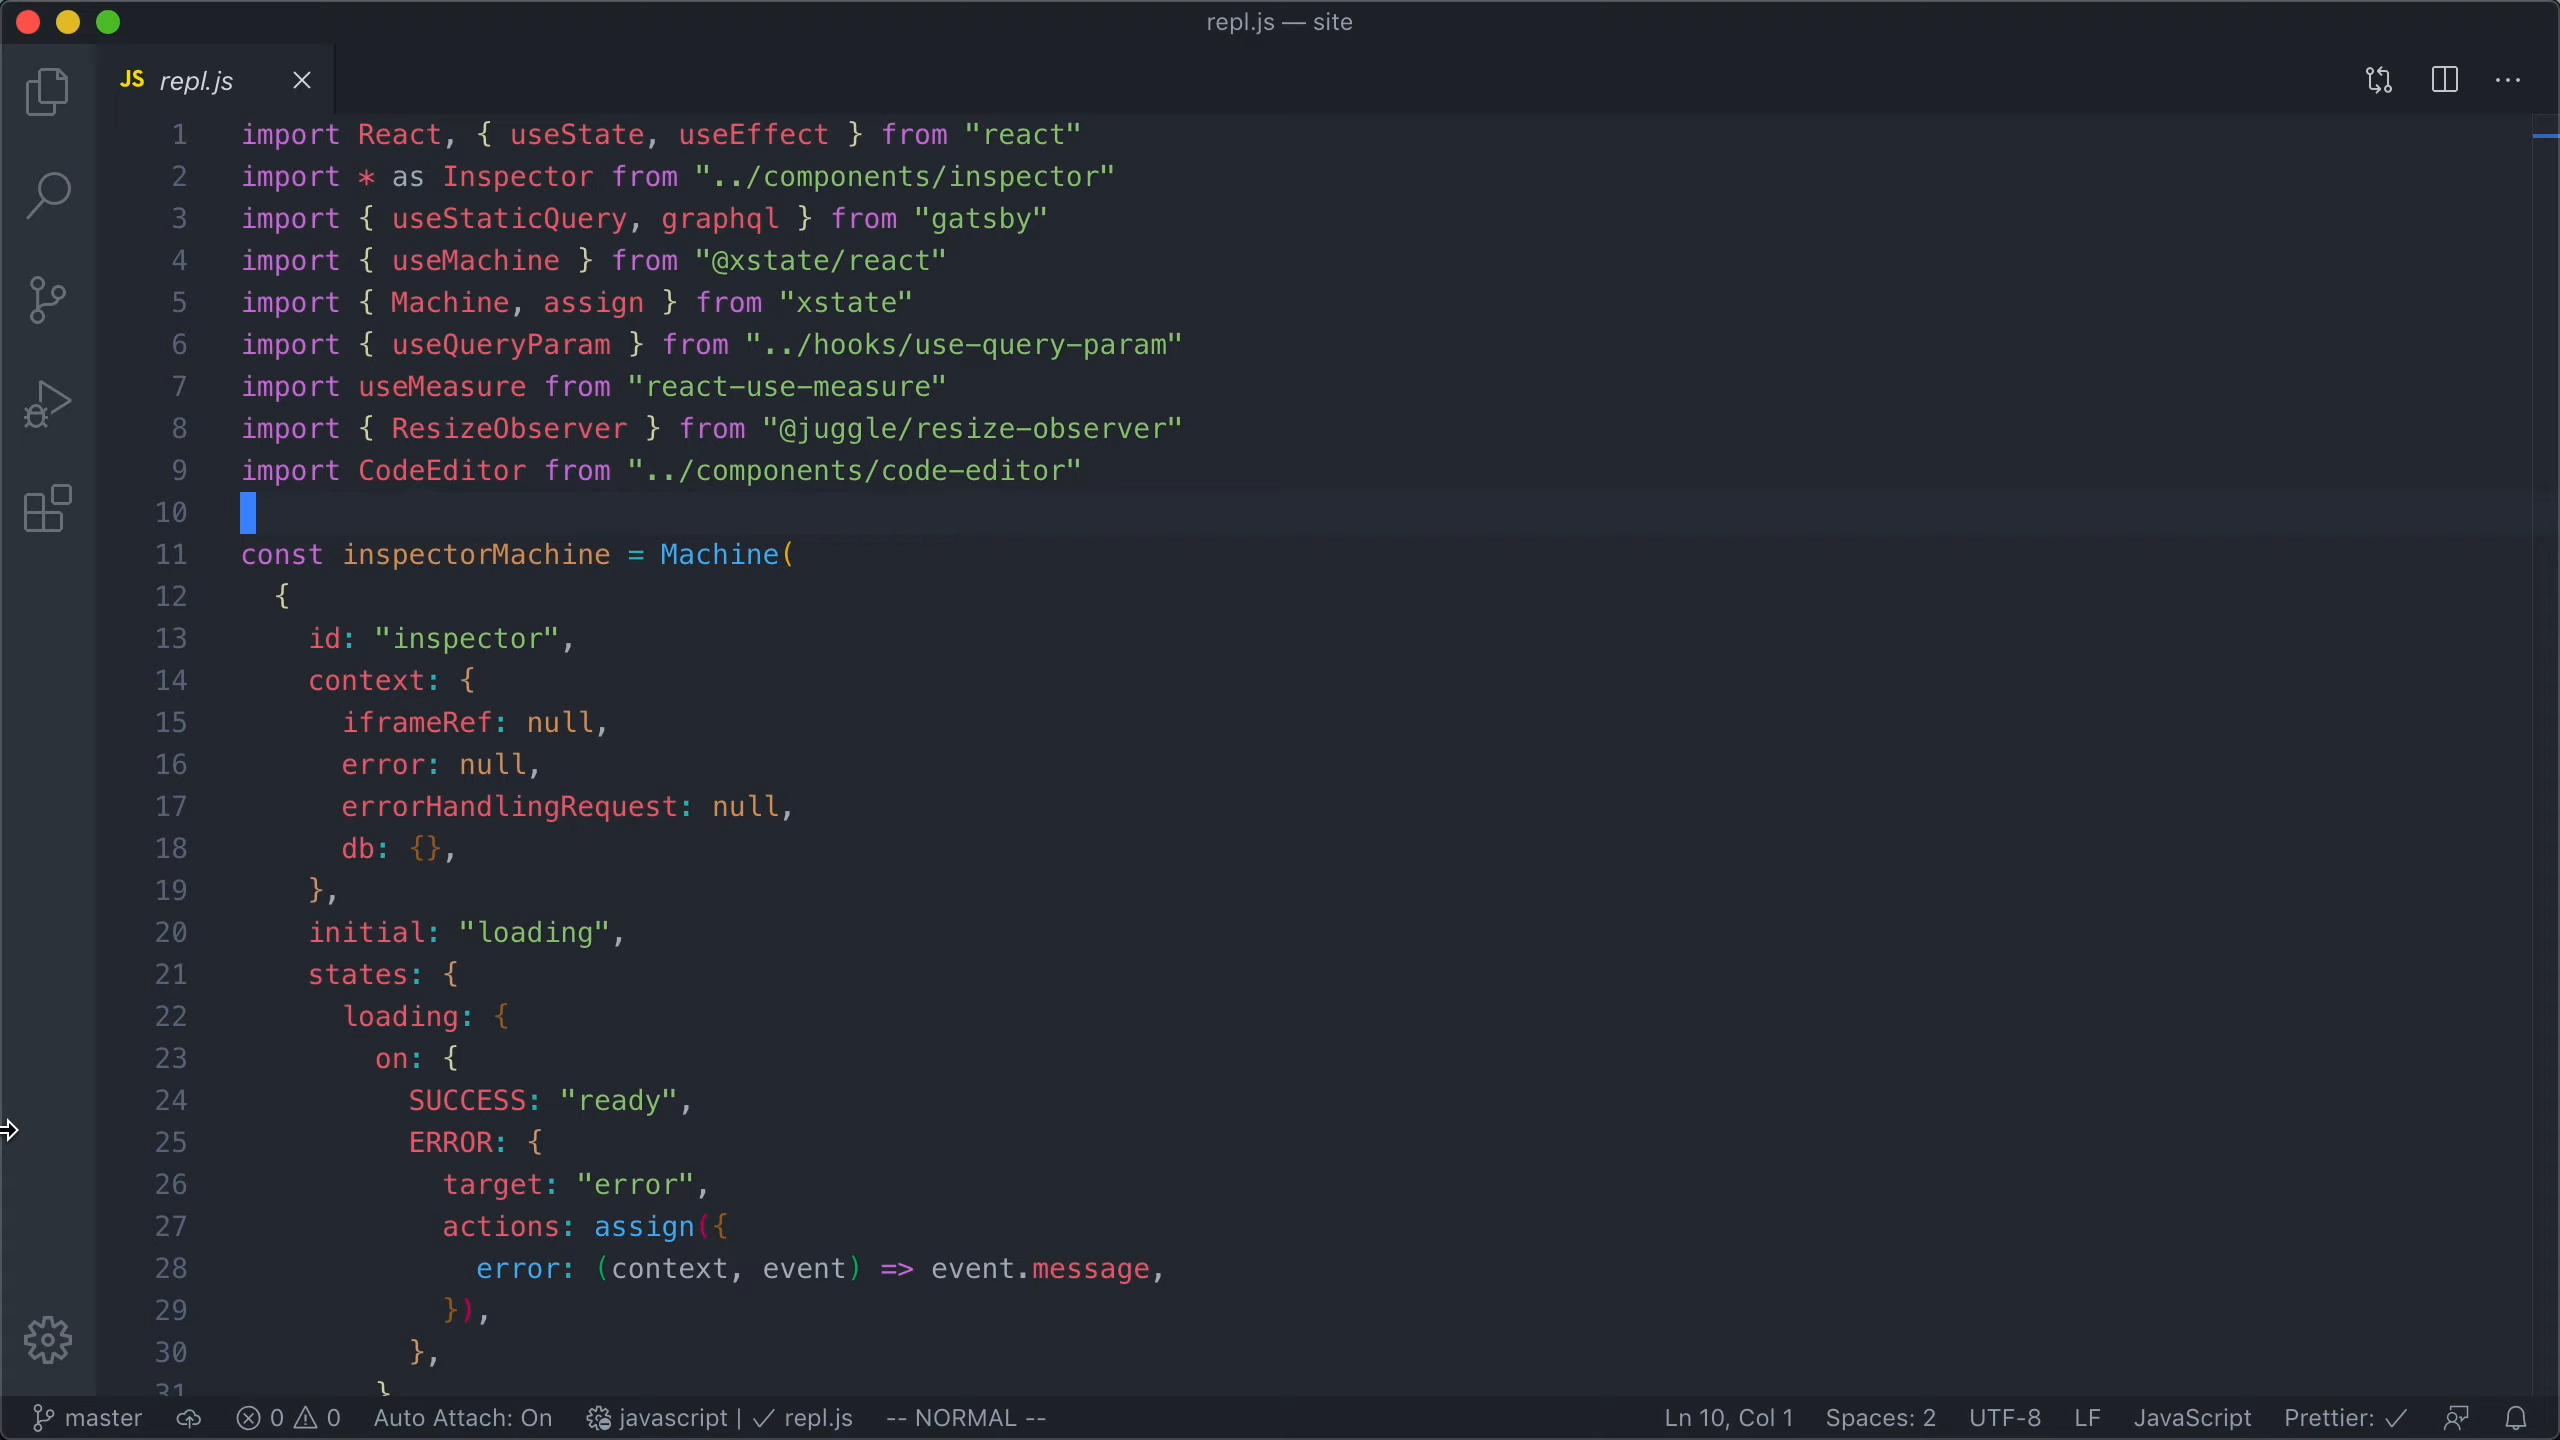 repl.js — site
JS repl.js
1 import React, { useState, useEffect } from "react"
2 import * as Inspector from "../components/inspector"
3 import { useStaticQuery, graphql } from "gatsby"
4 import { useMachine } from "@xstate/react"
5 import { Machine, assign } from "xstate"
6 import { useQueryParam } from "../hooks/use-query-param"
7 import useMeasure from "react-use-measure"
8 import { ResizeObserver } from "@juggle/resize-observer"
9 import CodeEditor from "../components/code-editor"
10
11 const inspectorMachine = Machine(
12   {
13     id: "inspector",
14     context: {
15       iframeRef: null,
16       error: null,
17       errorHandlingRequest: null,
18       db: {},
19     },
20     initial: "loading",
21     states: {
22       loading: {
23         on: {
24           SUCCESS: "ready",
25           ERROR: {
26             target: "error",
27             actions: assign({
28               error: (context, event) => event.message,
29             }),
30           },
31         }
master 0 0 Auto Attach: On javascript | ✓ repl.js -- NORMAL -- Ln 10, Col 1 Spaces: 2 UTF-8 LF JavaScript Prettier: ✓